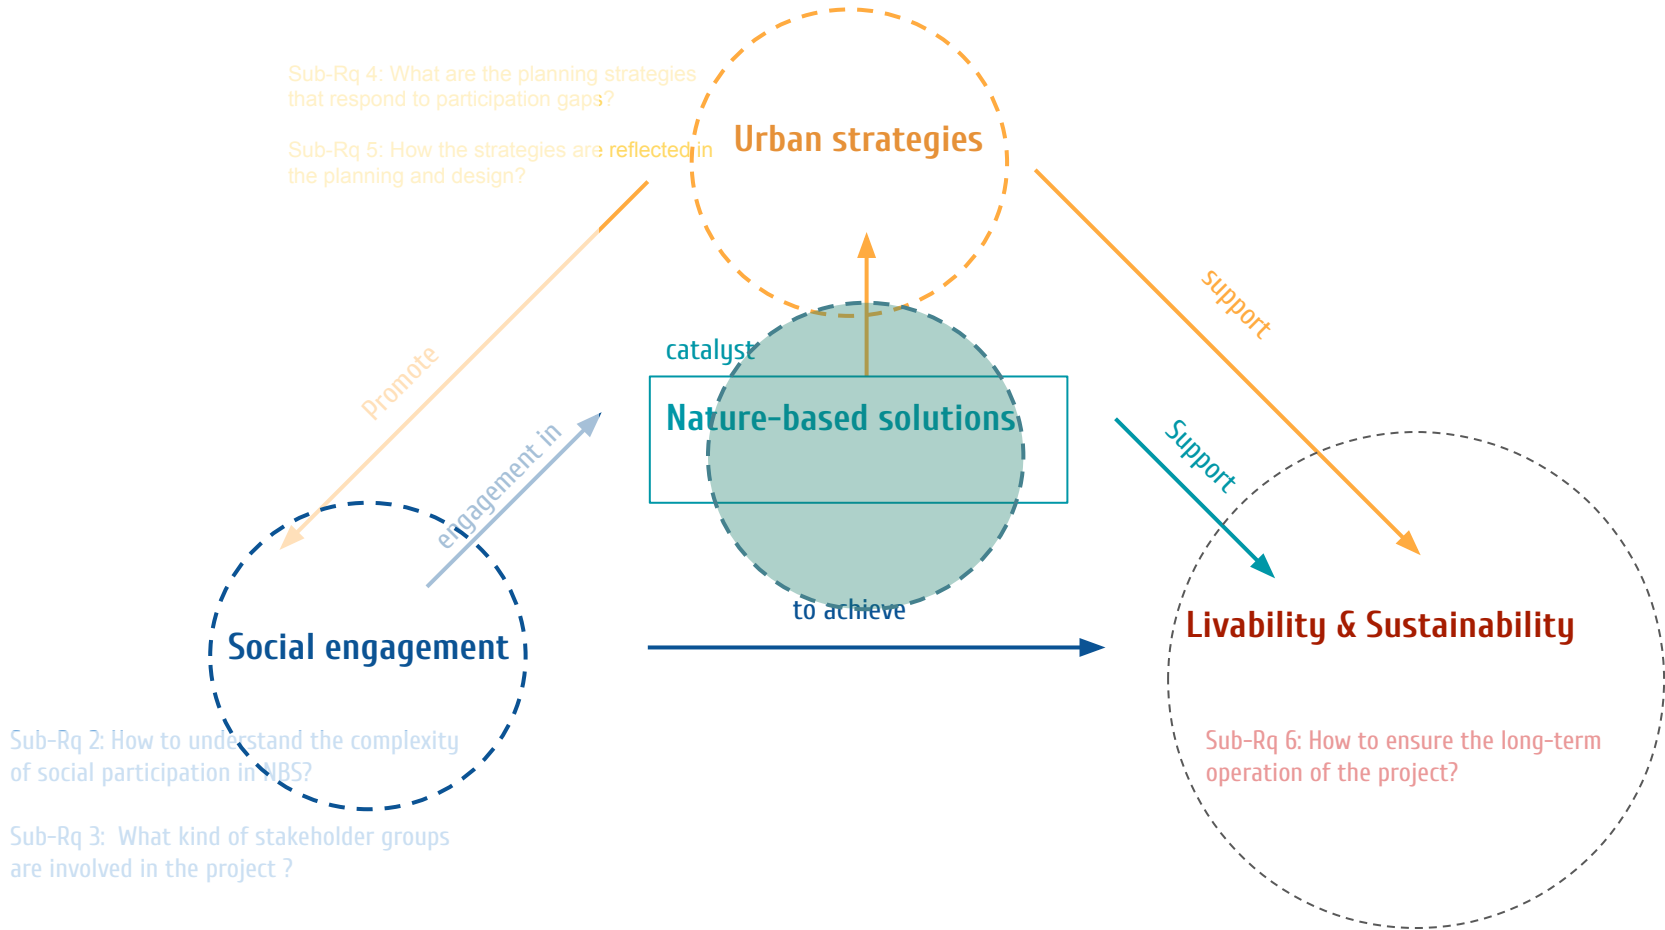 Sub-Rq 4: What are the planning strategies
that respond to participation gaps?
Sub-Rq 5: How the strategies are reflected in
the planning and design?
Urban strategies
support
Promote
catalyst
Nature-based solutions
engagement in
Support
to achieve
Social engagement
Livability & Sustainability
Sub-Rq 2: How to understand the complexity
of social participation in NBS?
Sub-Rq 3:  What kind of stakeholder groups
are involved in the project ?
Sub-Rq 6: How to ensure the long-term
operation of the project?